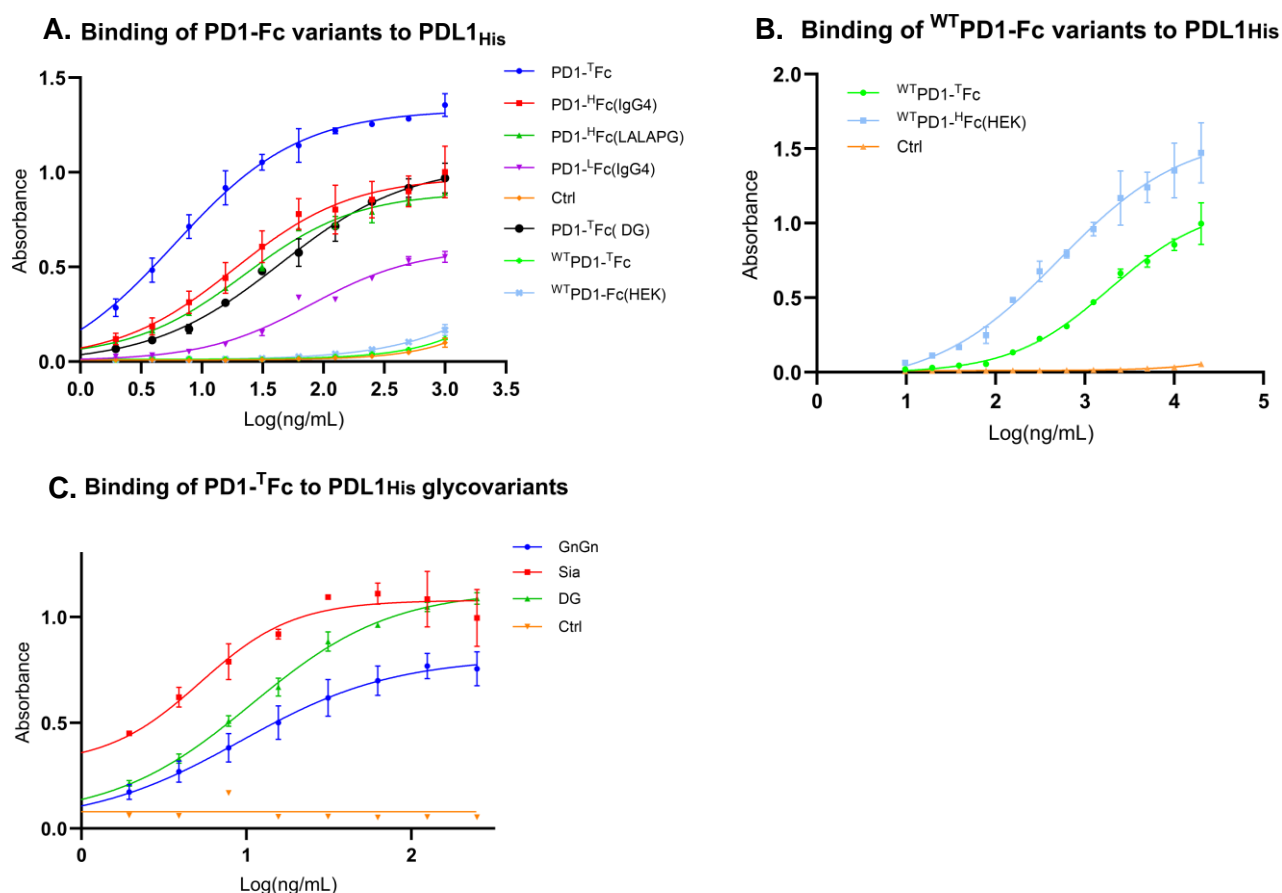 A. Binding of PD1-Fc variants to PDL1His
Absorbance
1.5
1.0
0.5
0.0
0.0 0.5 1.0 1.5 2.0 2.5 3.0 3.5
Log(ng/mL)
PD1-TFc
PD1-HFc(IgG4)
PD1-HFc(LALAPG)
PD1-LFc(IgG4)
Ctrl
PD1-TFc( DG)
WTPD1-TFc
WTPD1-Fc(HEK)
B. Binding of WTPD1-Fc variants to PDL1His
Absorbance
2.0
1.5
1.0
0.5
0.0
0 1 2 3 4 5
Log(ng/mL)
WTPD1-TFc
WTPD1-HFc(HEK)
Ctrl
C. Binding of PD1-TFc to PDL1His glycovariants
Absorbance
1.0
0.5
0.0
0 1 2
Log(ng/mL)
GnGn
Sia
DG
Ctrl